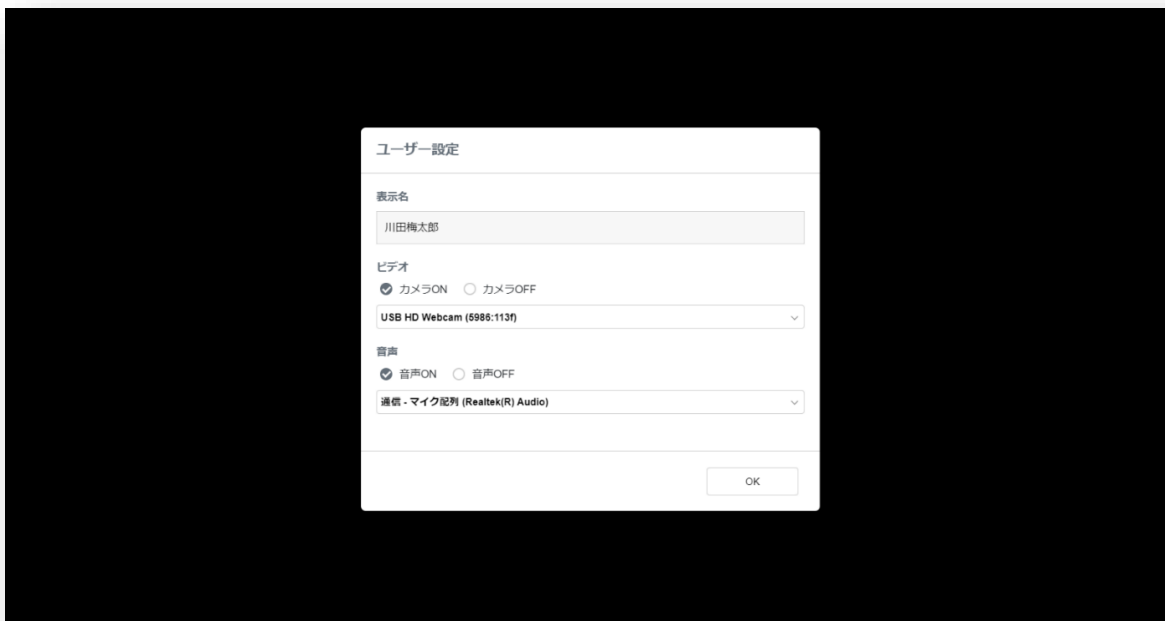 ユーザー設定
表示名
川田梅太郎
ビデオ
カメラON カメラOFF
USB HD Webcam (5986:113f)
音声
音声ON 音声OFF
通信 - マイク配列 (Realtek(R) Audio)
OK